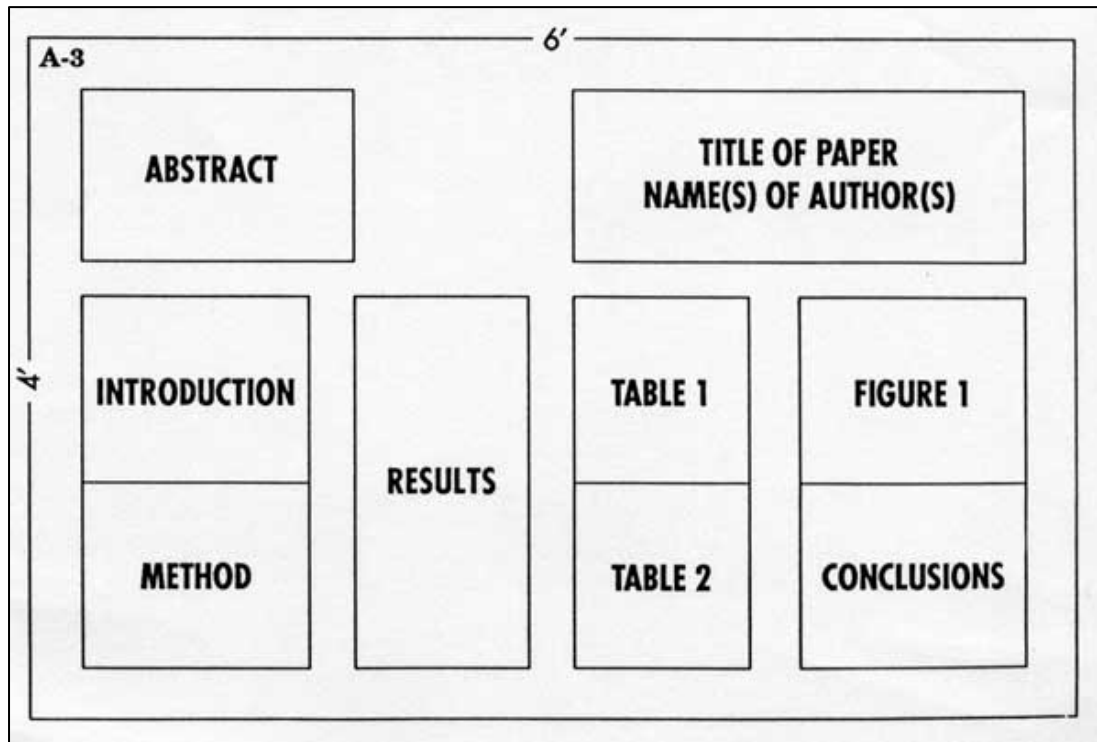 6′
A-3
ABSTRACT
TITLE OF PAPER
NAME(S) OF AUTHOR(S)
4′
INTRODUCTION
METHOD
RESULTS
TABLE 1
TABLE 2
FIGURE 1
CONCLUSIONS